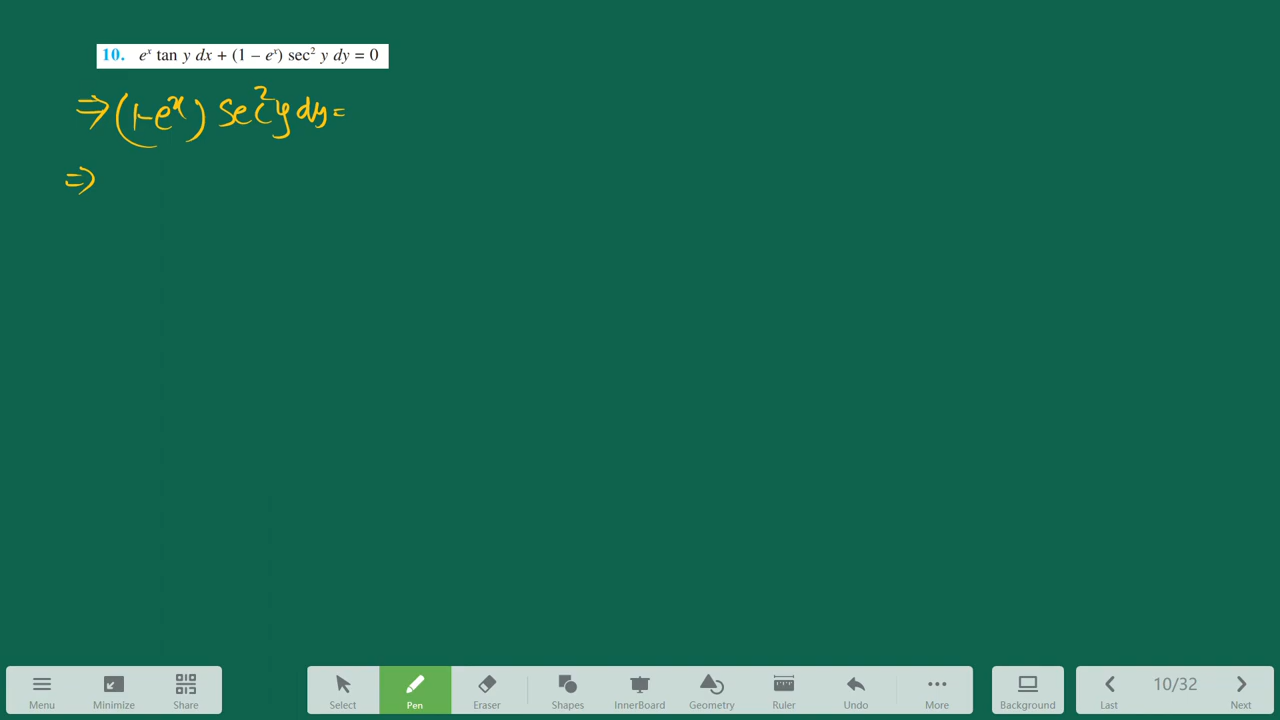 10. eˣ tan y dx + (1 – eˣ) sec² y dy = 0
⇒ (1-eˣ) sec²y dy =
⇒
Menu Minimize Share Select Pen Eraser Shapes InnerBoard Geometry Ruler Undo More Background Last 10/32 Next